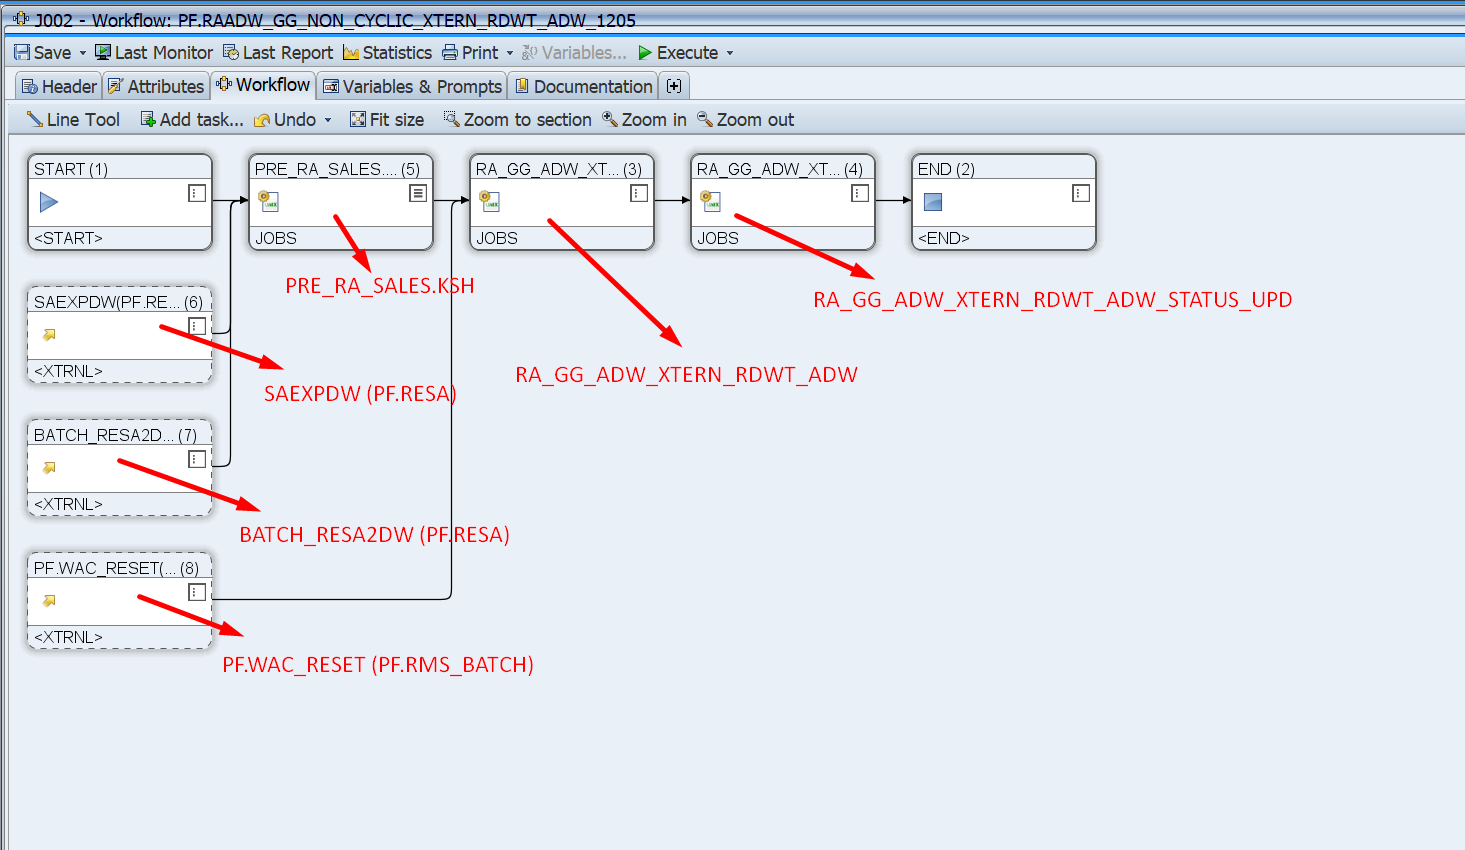 J002 - Workflow: PF.RAADW_GG_NON_CYCLIC_XTERN_RDWT_ADW_1205
Save Last Monitor Last Report Statistics Print Variables... Execute
Header Attributes Workflow Variables & Prompts Documentation [+]
Line Tool Add task... Undo Fit size Zoom to section Zoom in Zoom out
START (1) PRE_RA_SALES.... (5) RA_GG_ADW_XT... (3) RA_GG_ADW_XT... (4) END (2)
<START> JOBS JOBS JOBS <END>
PRE_RA_SALES.KSH
RA_GG_ADW_XTERN_RDWT_ADW_STATUS_UPD
SAEXPDW(PF.RE... (6)
<XTRNL>
RA_GG_ADW_XTERN_RDWT_ADW
SAEXPDW (PF.RESA)
BATCH_RESA2D... (7)
<XTRNL>
BATCH_RESA2DW (PF.RESA)
PF.WAC_RESET(... (8)
<XTRNL>
PF.WAC_RESET (PF.RMS_BATCH)